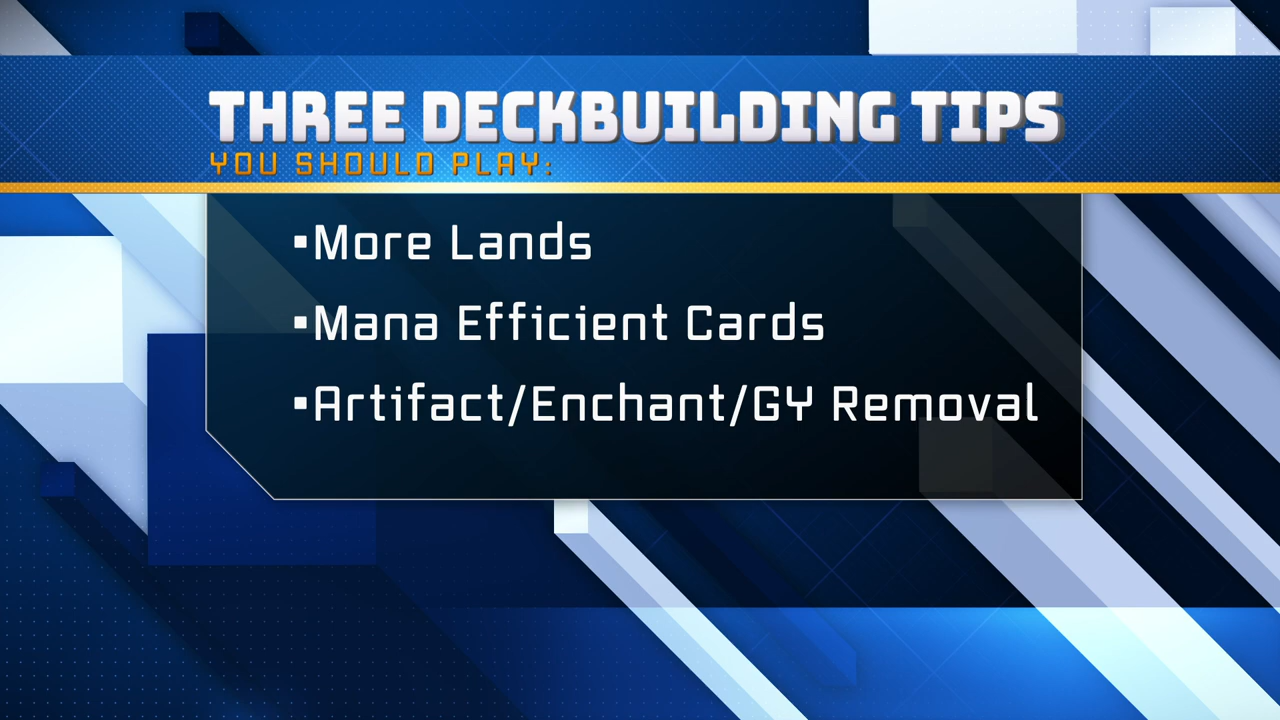 THREE DECKBUILDING TIPS
YOU SHOULD PLAY:
▪More Lands
▪Mana Efficient Cards
▪Artifact/Enchant/GY Removal